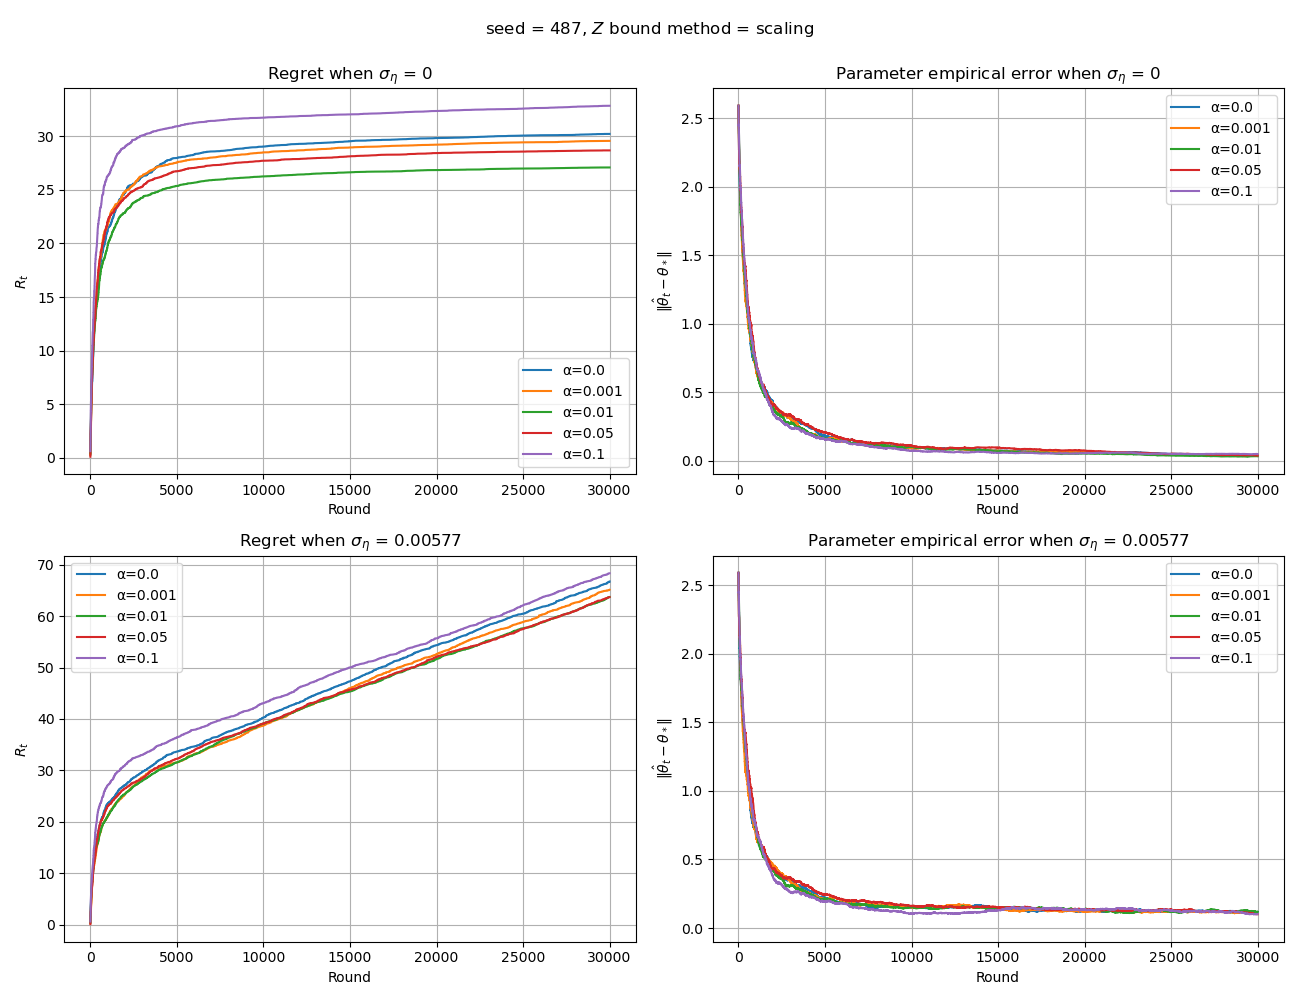 seed = 487, Z bound method = scaling
Regret when σ_η = 0
R_t
35
30
25
20
15
10
5
0
0 5000 10000 15000 20000 25000 30000
Round
α=0.0
α=0.001
α=0.01
α=0.05
α=0.1
Parameter empirical error when σ_η = 0
‖θ̂_t − θ_*‖
2.5
2.0
1.5
1.0
0.5
0.0
0 5000 10000 15000 20000 25000 30000
Round
α=0.0
α=0.001
α=0.01
α=0.05
α=0.1
Regret when σ_η = 0.00577
R_t
70
60
50
40
30
20
10
0
0 5000 10000 15000 20000 25000 30000
Round
α=0.0
α=0.001
α=0.01
α=0.05
α=0.1
Parameter empirical error when σ_η = 0.00577
‖θ̂_t − θ_*‖
2.5
2.0
1.5
1.0
0.5
0.0
0 5000 10000 15000 20000 25000 30000
Round
α=0.0
α=0.001
α=0.01
α=0.05
α=0.1